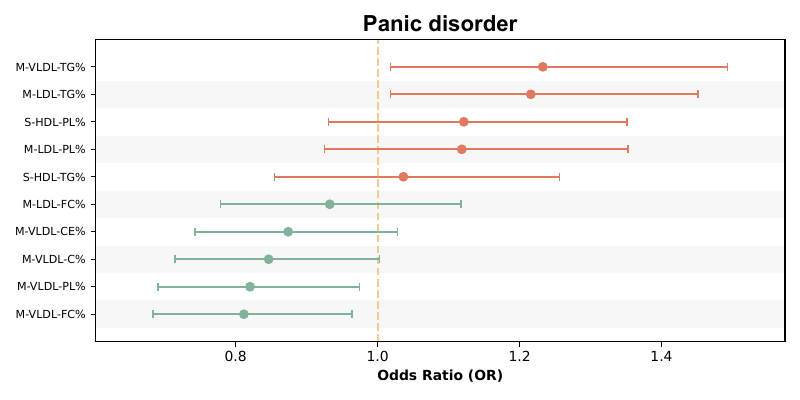 Panic disorder
M-VLDL-TG%
M-LDL-TG%
S-HDL-PL%
M-LDL-PL%
S-HDL-TG%
M-LDL-FC%
M-VLDL-CE%
M-VLDL-C%
M-VLDL-PL%
M-VLDL-FC%
0.8 1.0 1.2 1.4
Odds Ratio (OR)